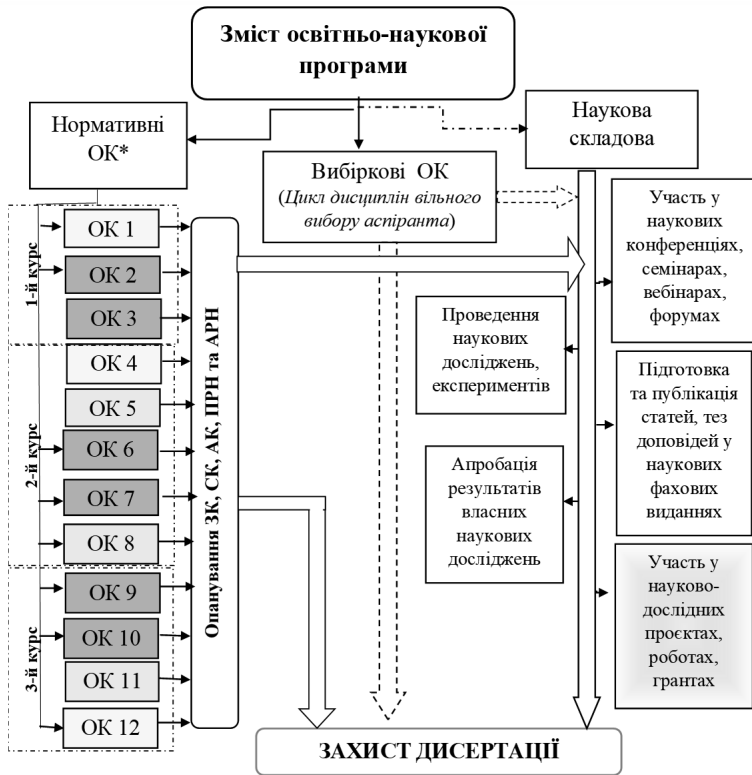 Зміст освітньо-наукової
програми
Нормативні
ОК*
Вибіркові ОК
(Цикл дисциплін вільного
вибору аспіранта)
Наукова
складова
1-й курс
ОК 1
ОК 2
ОК 3
2-й курс
ОК 4
ОК 5
ОК 6
ОК 7
ОК 8
3-й курс
ОК 9
ОК 10
ОК 11
ОК 12
Опанування ЗК, СК, АК, ПРН та АРН
Проведення
наукових
досліджень,
експериментів
Апробація
результатів
власних
наукових
досліджень
Участь у
наукових
конференціях,
семінарах,
вебінарах,
форумах
Підготовка
та публікація
статей, тез
доповідей у
наукових
фахових
виданнях
Участь у
науково-
дослідних
проєктах,
роботах,
грантах
ЗАХИСТ ДИСЕРТАЦІЇ